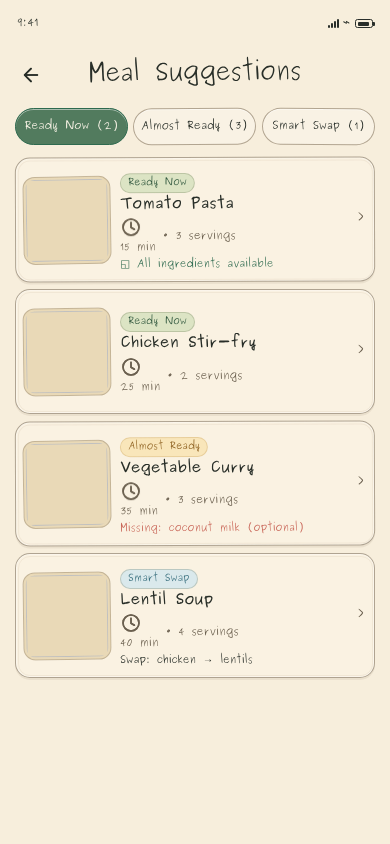 9:41
Meal Suggestions
Ready Now (2)
Almost Ready (3)
Smart Swap (1)
Ready Now
Tomato Pasta
15 min • 3 servings
All ingredients available
Ready Now
Chicken Stir-fry
25 min • 2 servings
Almost Ready
Vegetable Curry
35 min • 3 servings
Missing: coconut milk (optional)
Smart Swap
Lentil Soup
40 min • 4 servings
Swap: chicken → lentils